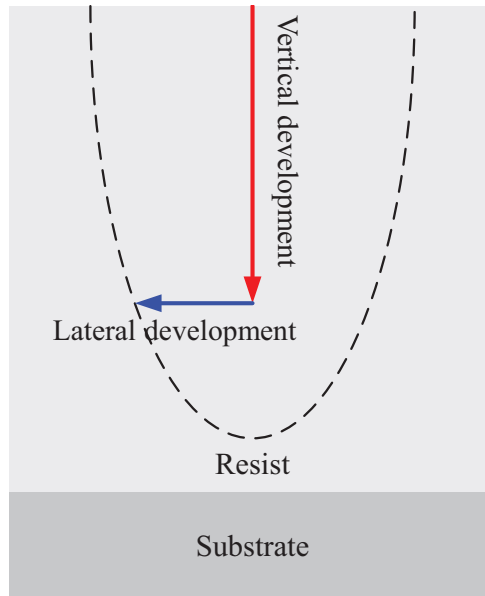 Vertical development
Lateral development
Resist
Substrate